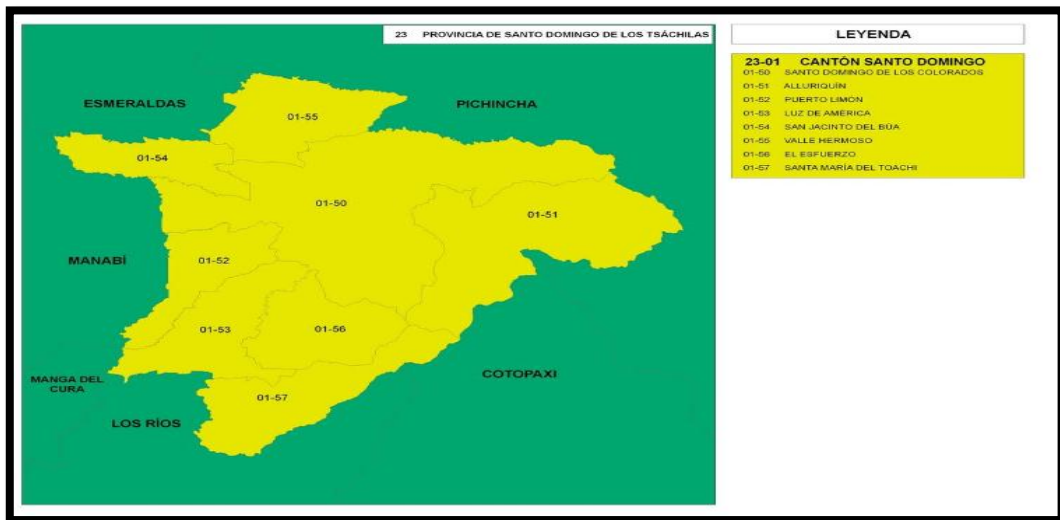 23 PROVINCIA DE SANTO DOMINGO DE LOS TSÁCHILAS
ESMERALDAS
PICHINCHA
01-55
01-54
01-50
01-51
MANABÍ
01-52
01-53
01-56
COTOPAXI
MANGA DEL
CURA
01-57
LOS RÍOS
LEYENDA
23-01 CANTÓN SANTO DOMINGO
01-50 SANTO DOMINGO DE LOS COLORADOS
01-51 ALLURIQUÍN
01-52 PUERTO LIMÓN
01-53 LUZ DE AMÉRICA
01-54 SAN JACINTO DEL BÚA
01-55 VALLE HERMOSO
01-56 EL ESFUERZO
01-57 SANTA MARÍA DEL TOACHI